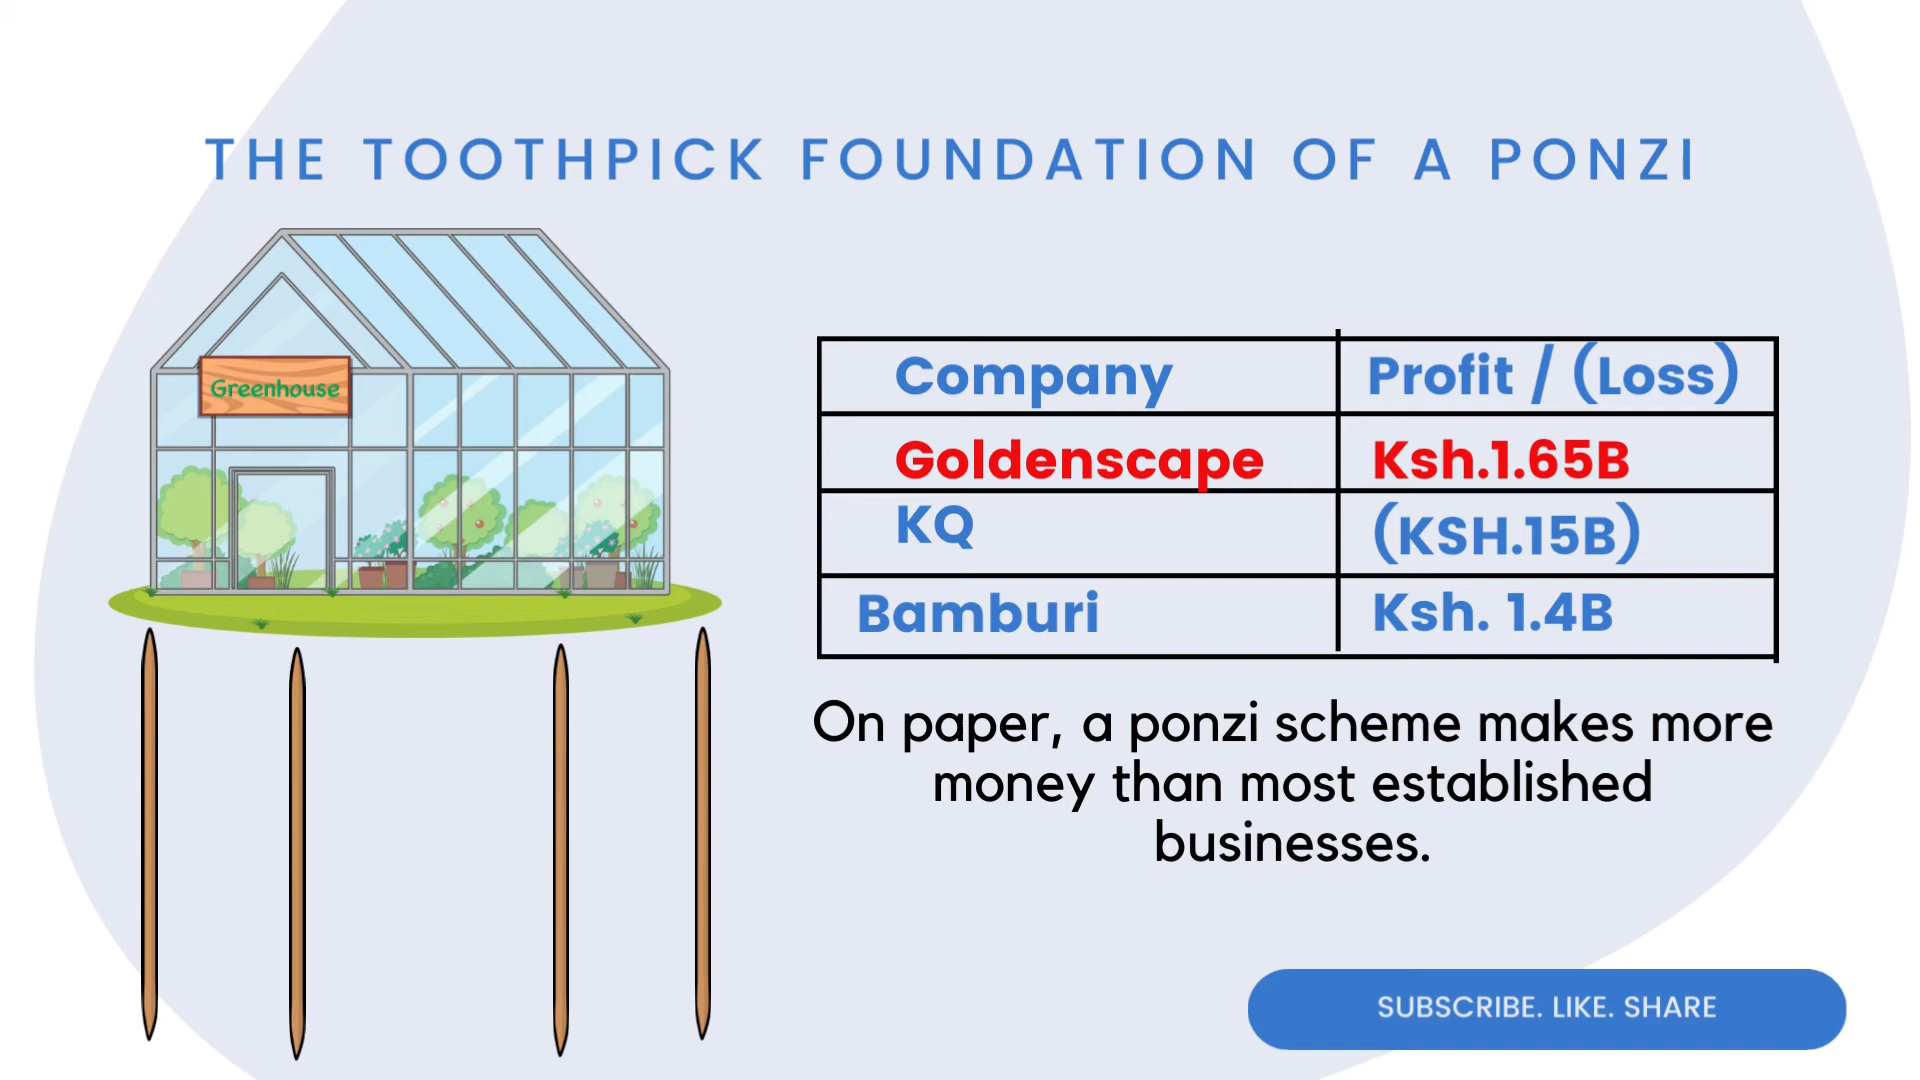 THE TOOTHPICK FOUNDATION OF A PONZI
Greenhouse
Company Profit / (Loss)
Goldenscape Ksh.1.65B
KQ (KSH.15B)
Bamburi Ksh. 1.4B
On paper, a ponzi scheme makes more
money than most established
businesses.
SUBSCRIBE. LIKE. SHARE